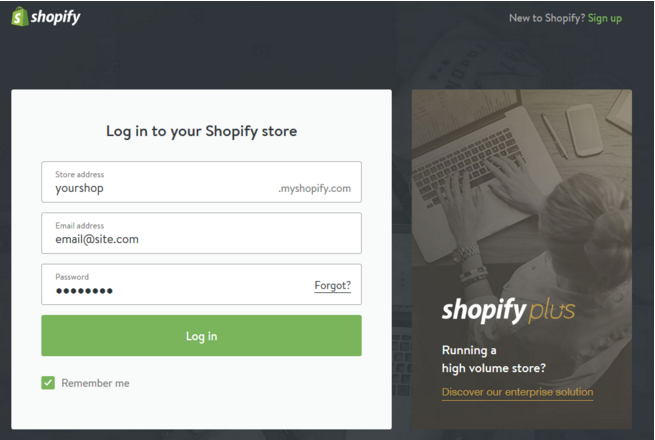 shopify
New to Shopify? Sign up
Log in to your Shopify store
Store address
yourshop .myshopify.com
Email address
email@site.com
Password
●●●●●●●● Forgot?
Log in
Remember me
shopify plus
Running a
high volume store?
Discover our enterprise solution